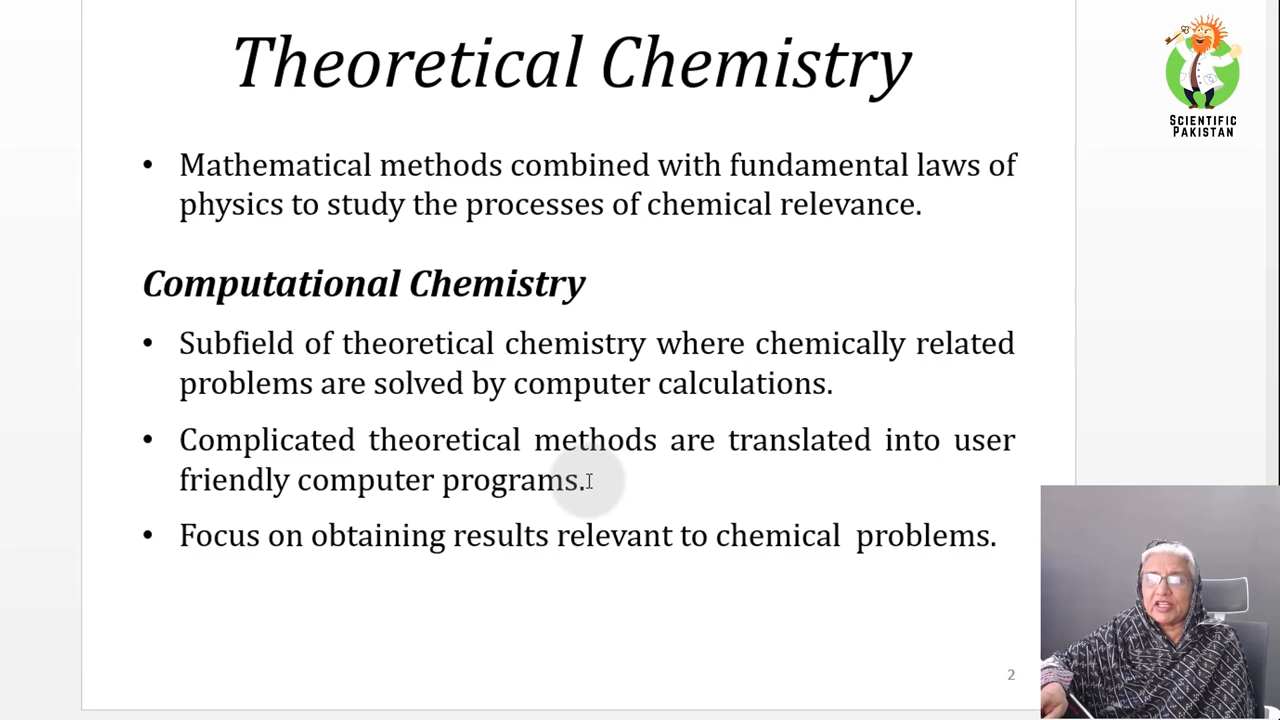 Theoretical Chemistry
SCIENTIFIC
PAKISTAN
• Mathematical methods combined with fundamental laws of
physics to study the processes of chemical relevance.
Computational Chemistry
• Subfield of theoretical chemistry where chemically related
problems are solved by computer calculations.
• Complicated theoretical methods are translated into user
friendly computer programs.
• Focus on obtaining results relevant to chemical  problems.
2